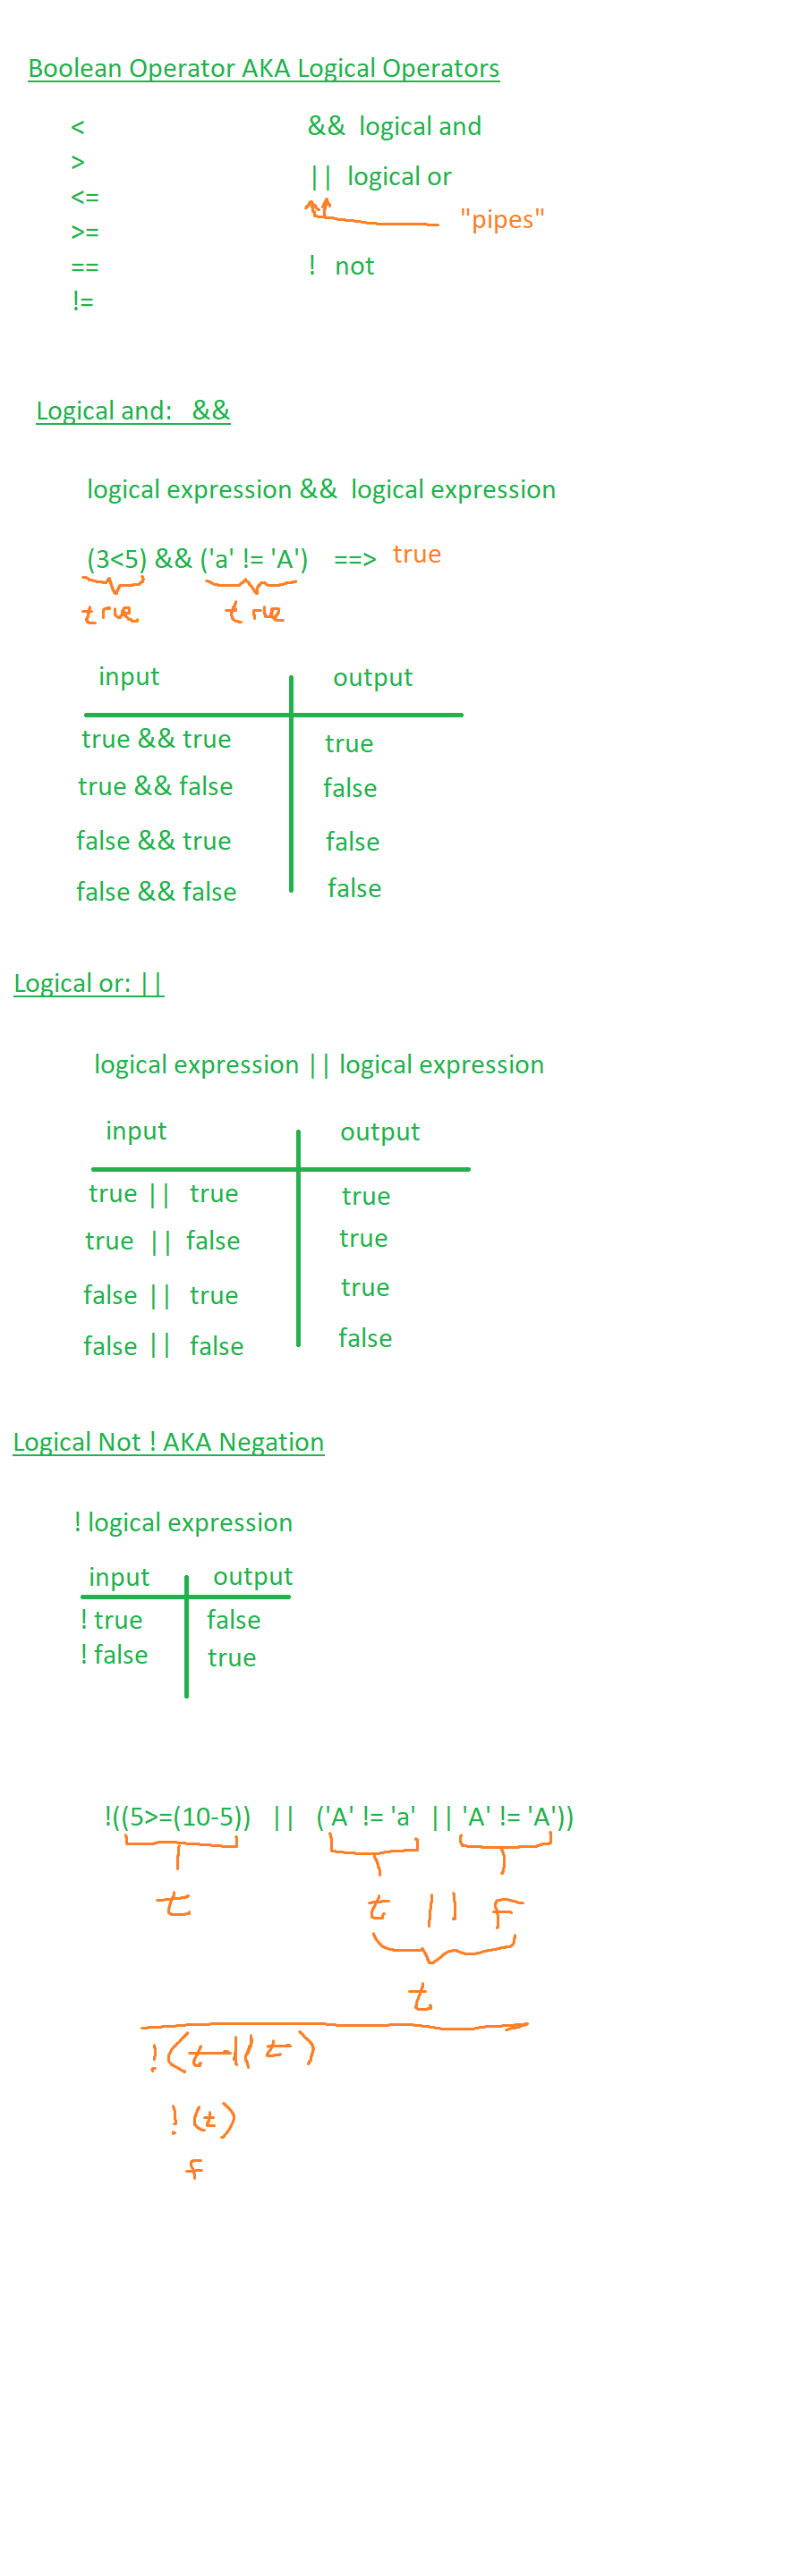 Boolean Operator AKA Logical Operators
< && logical and
>
<= || logical or
>= "pipes"
== ! not
!=
Logical and: &&
logical expression && logical expression
(3<5) && ('a' != 'A') ==> true
true true
input output
true && true true
true && false false
false && true false
false && false false
Logical or: ||
logical expression || logical expression
input output
true || true true
true || false true
false || true true
false || false false
Logical Not ! AKA Negation
! logical expression
input output
! true false
! false true
!((5>=(10-5)) || ('A' != 'a' || 'A' != 'A'))
t t || F
t
!(t || t)
!(t)
F